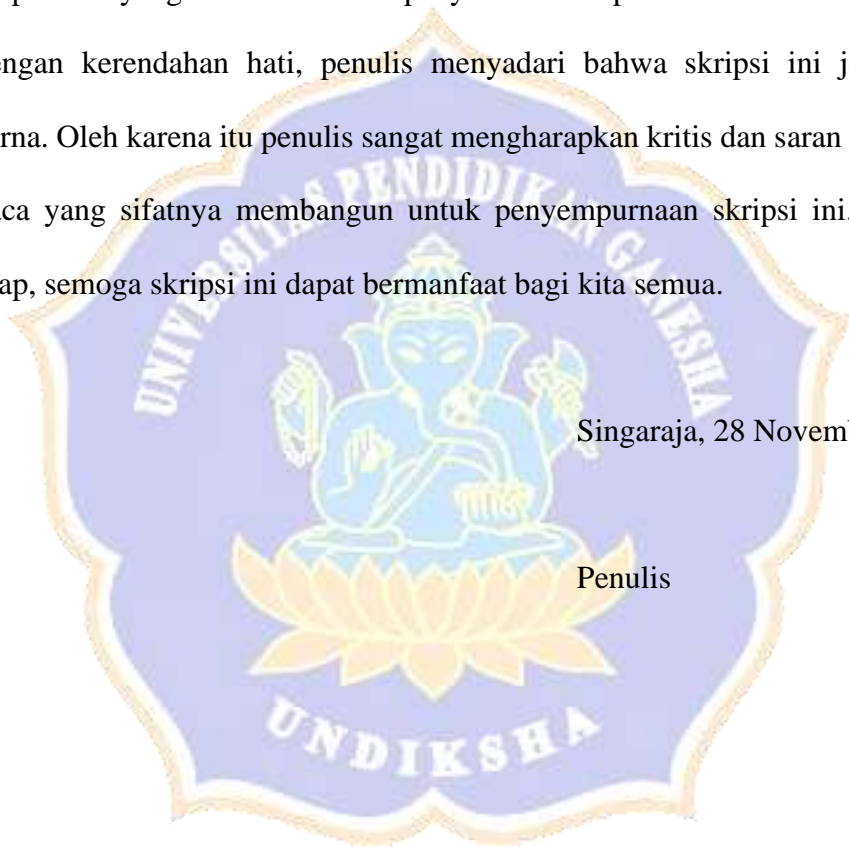 engan kerendahan hati, penulis menyadari bahwa skripsi ini j
rna. Oleh karena itu penulis sangat mengharapkan kritis dan saran
aca yang sifatnya membangun untuk penyempurnaan skripsi ini.
ap, semoga skripsi ini dapat bermanfaat bagi kita semua.
UNIVERSITAS PENDIDIKAN GANESHA
Singaraja, 28 Novem
Penulis
UNDIKSHA